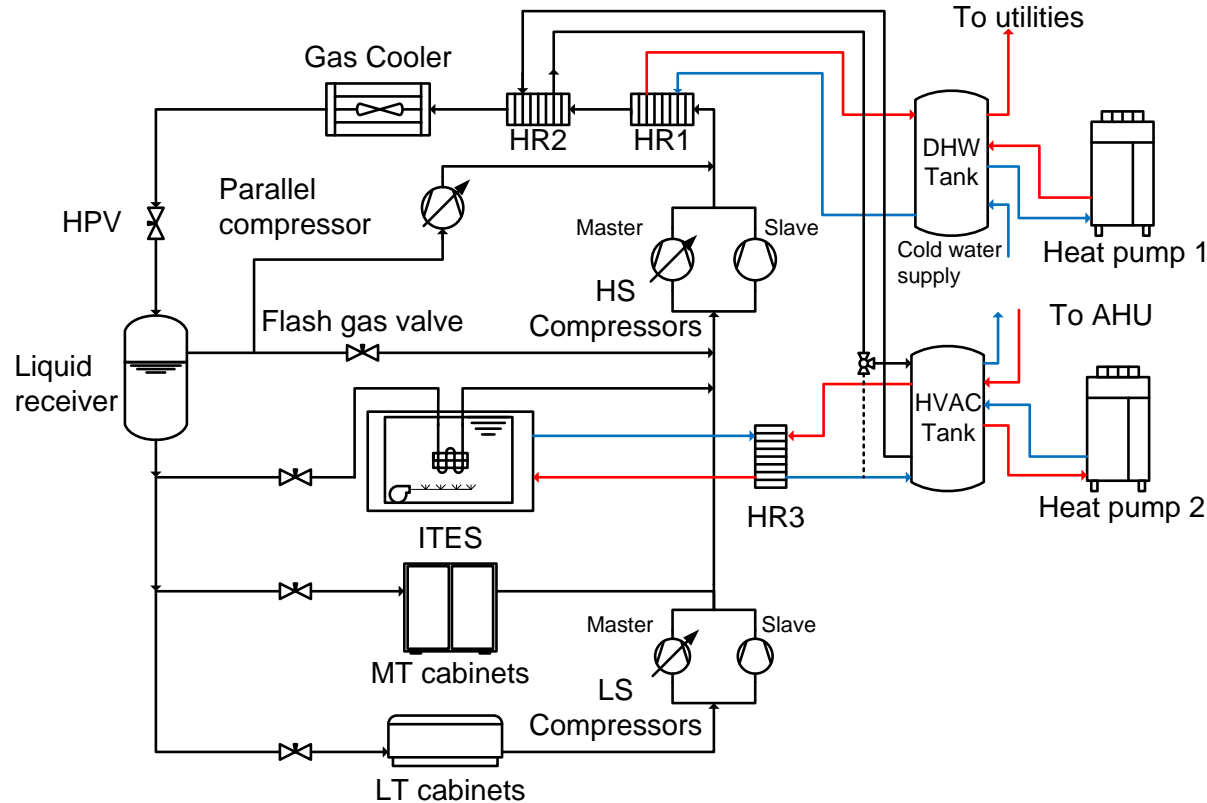 To utilities
Gas Cooler
HR2
HR1
DHW
Tank
Parallel
compressor
HPV
Master
Slave
Cold water
supply
Heat pump 1
HS
Compressors
Flash gas valve
To AHU
Liquid
receiver
HVAC
Tank
HR3
Heat pump 2
ITES
Master
Slave
MT cabinets
LS
Compressors
LT cabinets